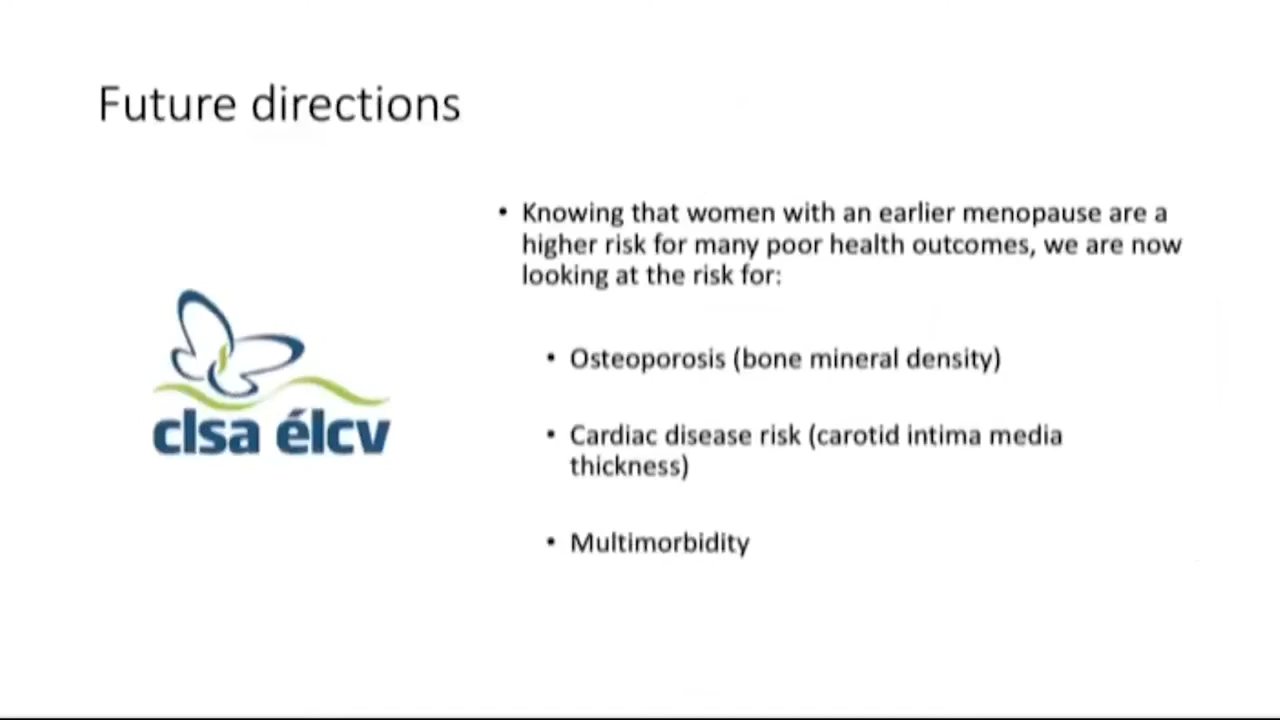 Future directions
• Knowing that women with an earlier menopause are a
higher risk for many poor health outcomes, we are now
looking at the risk for:
• Osteoporosis (bone mineral density)
clsa élcv
• Cardiac disease risk (carotid intima media
thickness)
• Multimorbidity